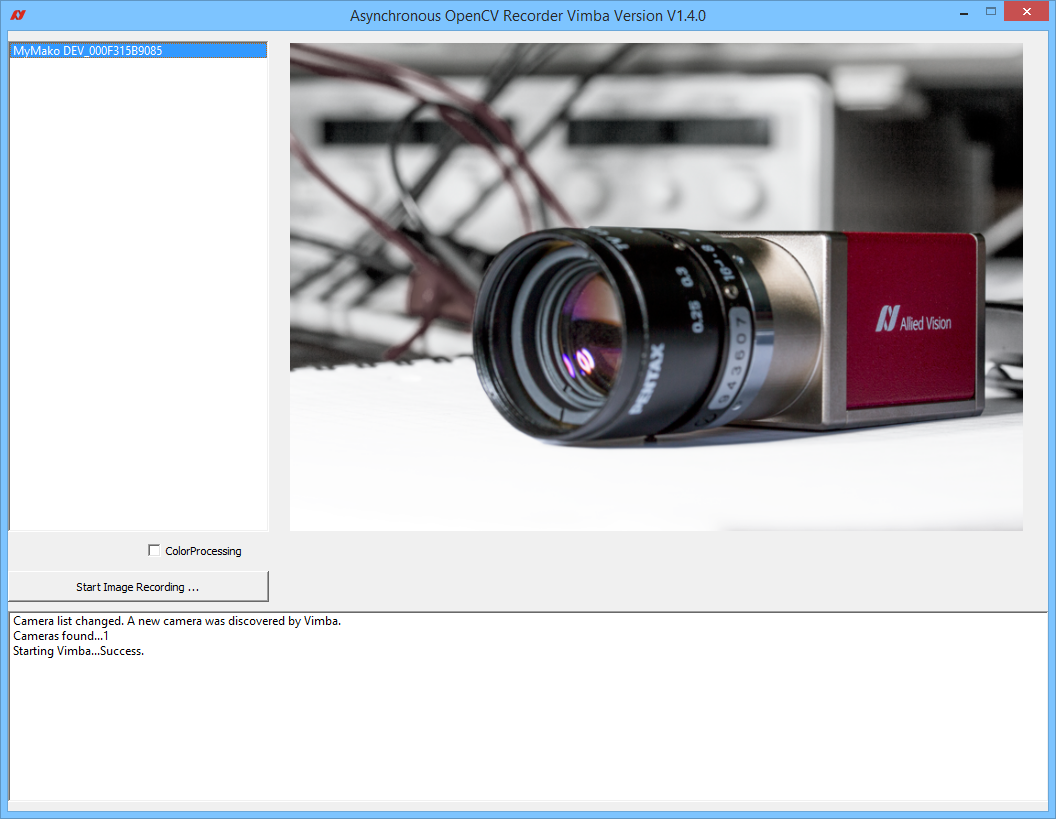 Asynchronous OpenCV Recorder Vimba Version V1.4.0
MyMako DEV_000F315B9085
Allied Vision
0.25 0.3
PENTAX
943607
ColorProcessing
Start Image Recording ...
Camera list changed. A new camera was discovered by Vimba.
Cameras found...1
Starting Vimba...Success.